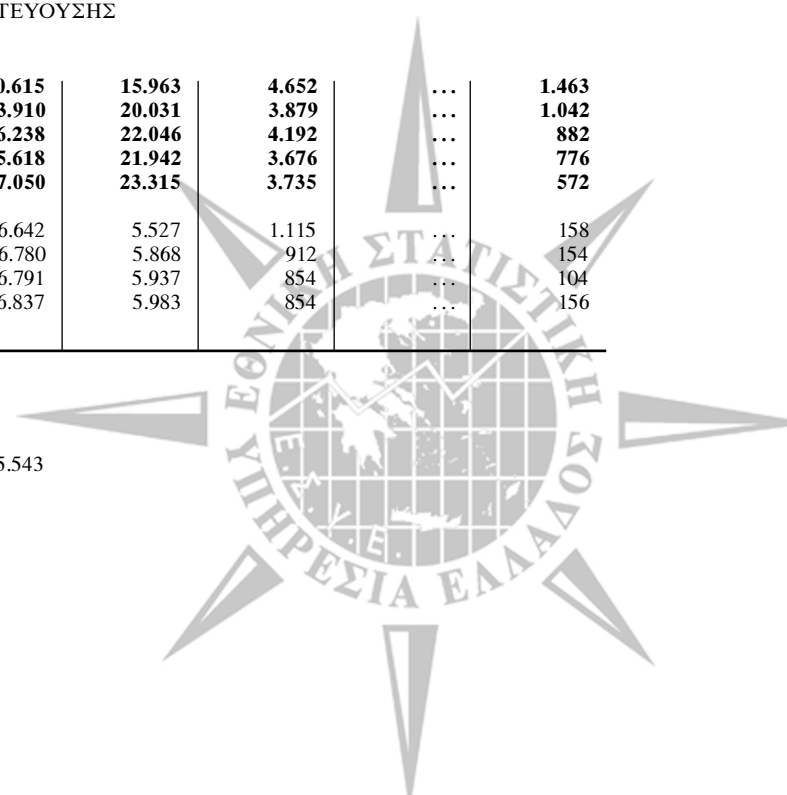 ΤΕΥΟΥΣΗΣ
0.615 15.963 4.652 ... 1.463
3.910 20.031 3.879 ... 1.042
6.238 22.046 4.192 ... 882
5.618 21.942 3.676 ... 776
7.050 23.315 3.735 ... 572
6.642 5.527 1.115 ... 158
6.780 5.868 912 ... 154
6.791 5.937 854 ... 104
6.837 5.983 854 ... 156
5.543
ΕΘΝΙΚΗ ΣΤΑΤΙΣΤΙΚΗ
ΥΠΗΡΕΣΙΑ ΕΛΛΑΔΟΣ
Ε.Σ.Υ.Ε.